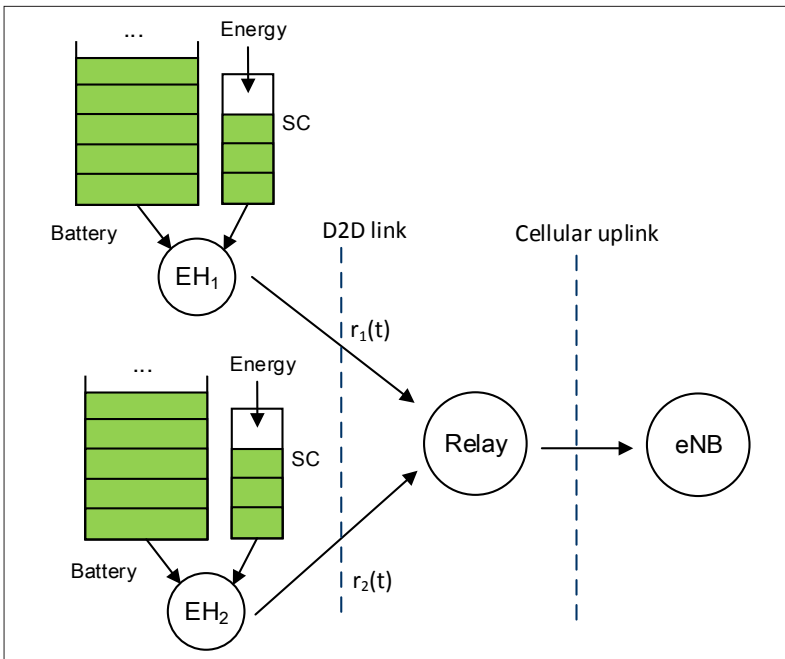 ...
Energy
SC
Battery
EH₁
D2D link
Cellular uplink
r₁(t)
...
Energy
SC
Relay
eNB
Battery
EH₂
r₂(t)